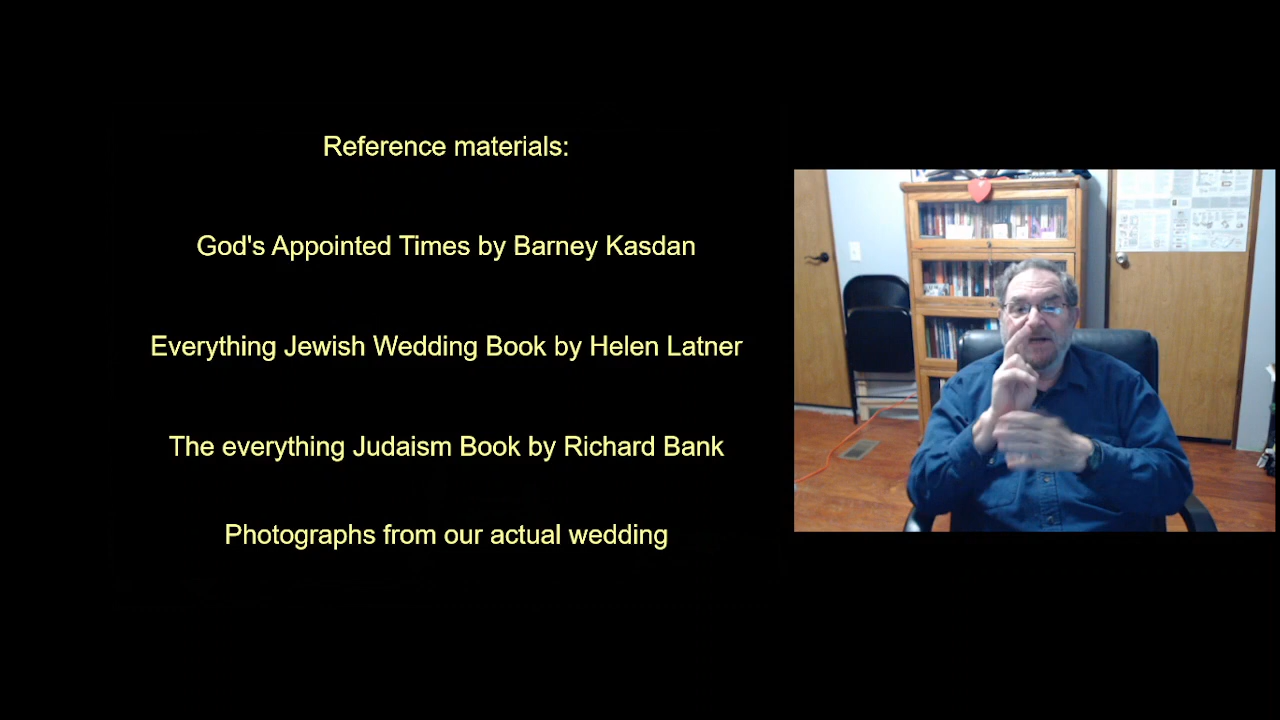 Reference materials:
God's Appointed Times by Barney Kasdan
Everything Jewish Wedding Book by Helen Latner
The everything Judaism Book by Richard Bank
Photographs from our actual wedding